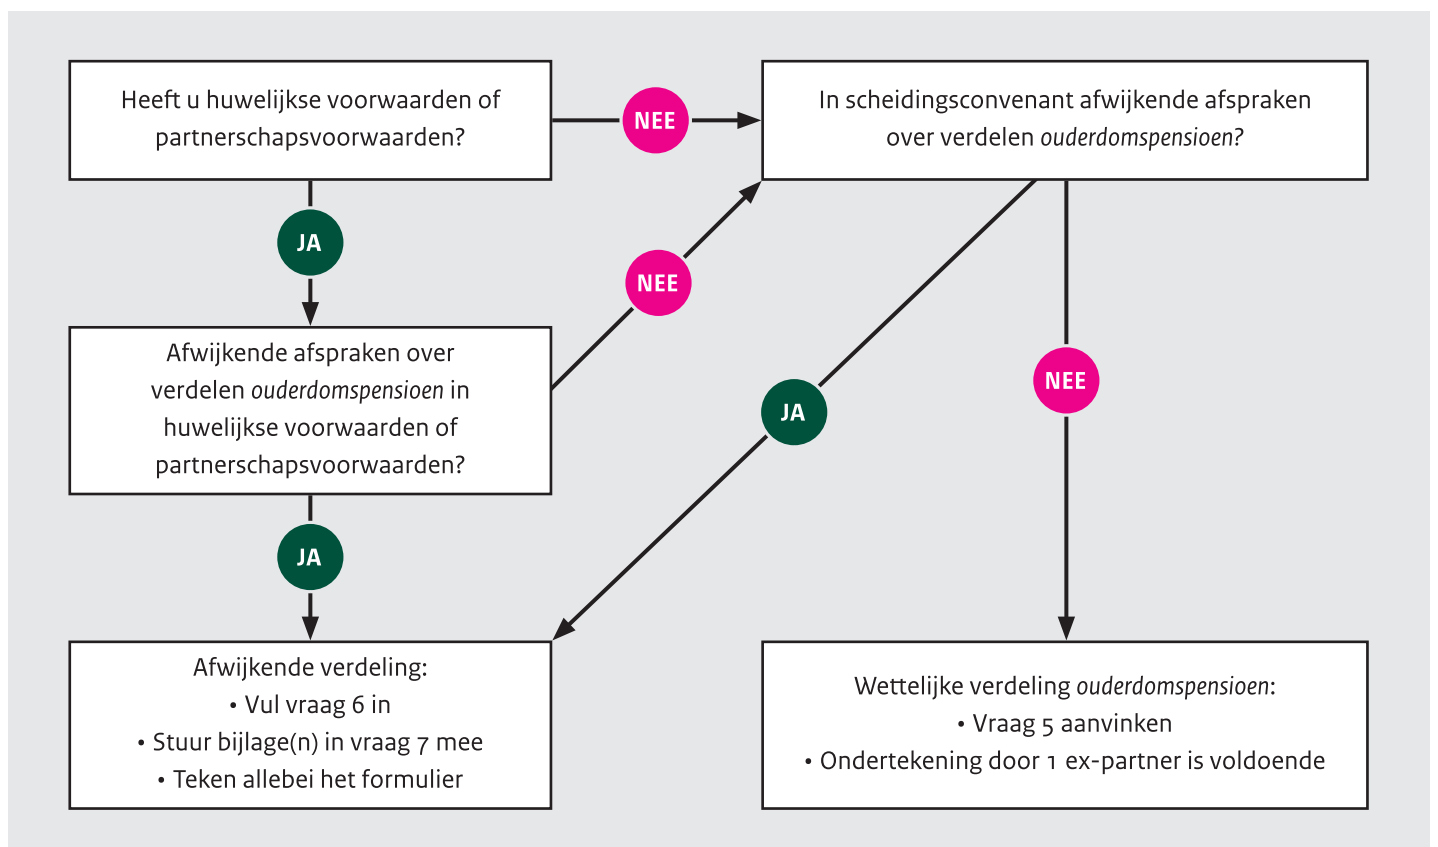 Heeft u huwelijkse voorwaarden of
partnerschapsvoorwaarden?
NEE
In scheidingsconvenant afwijkende afspraken
over verdelen ouderdomspensioen?
JA
NEE
Afwijkende afspraken over
verdelen ouderdomspensioen in
huwelijkse voorwaarden of
partnerschapsvoorwaarden?
JA
NEE
JA
Afwijkende verdeling:
• Vul vraag 6 in
• Stuur bijlage(n) in vraag 7 mee
• Teken allebei het formulier
Wettelijke verdeling ouderdomspensioen:
• Vraag 5 aanvinken
• Ondertekening door 1 ex-partner is voldoende